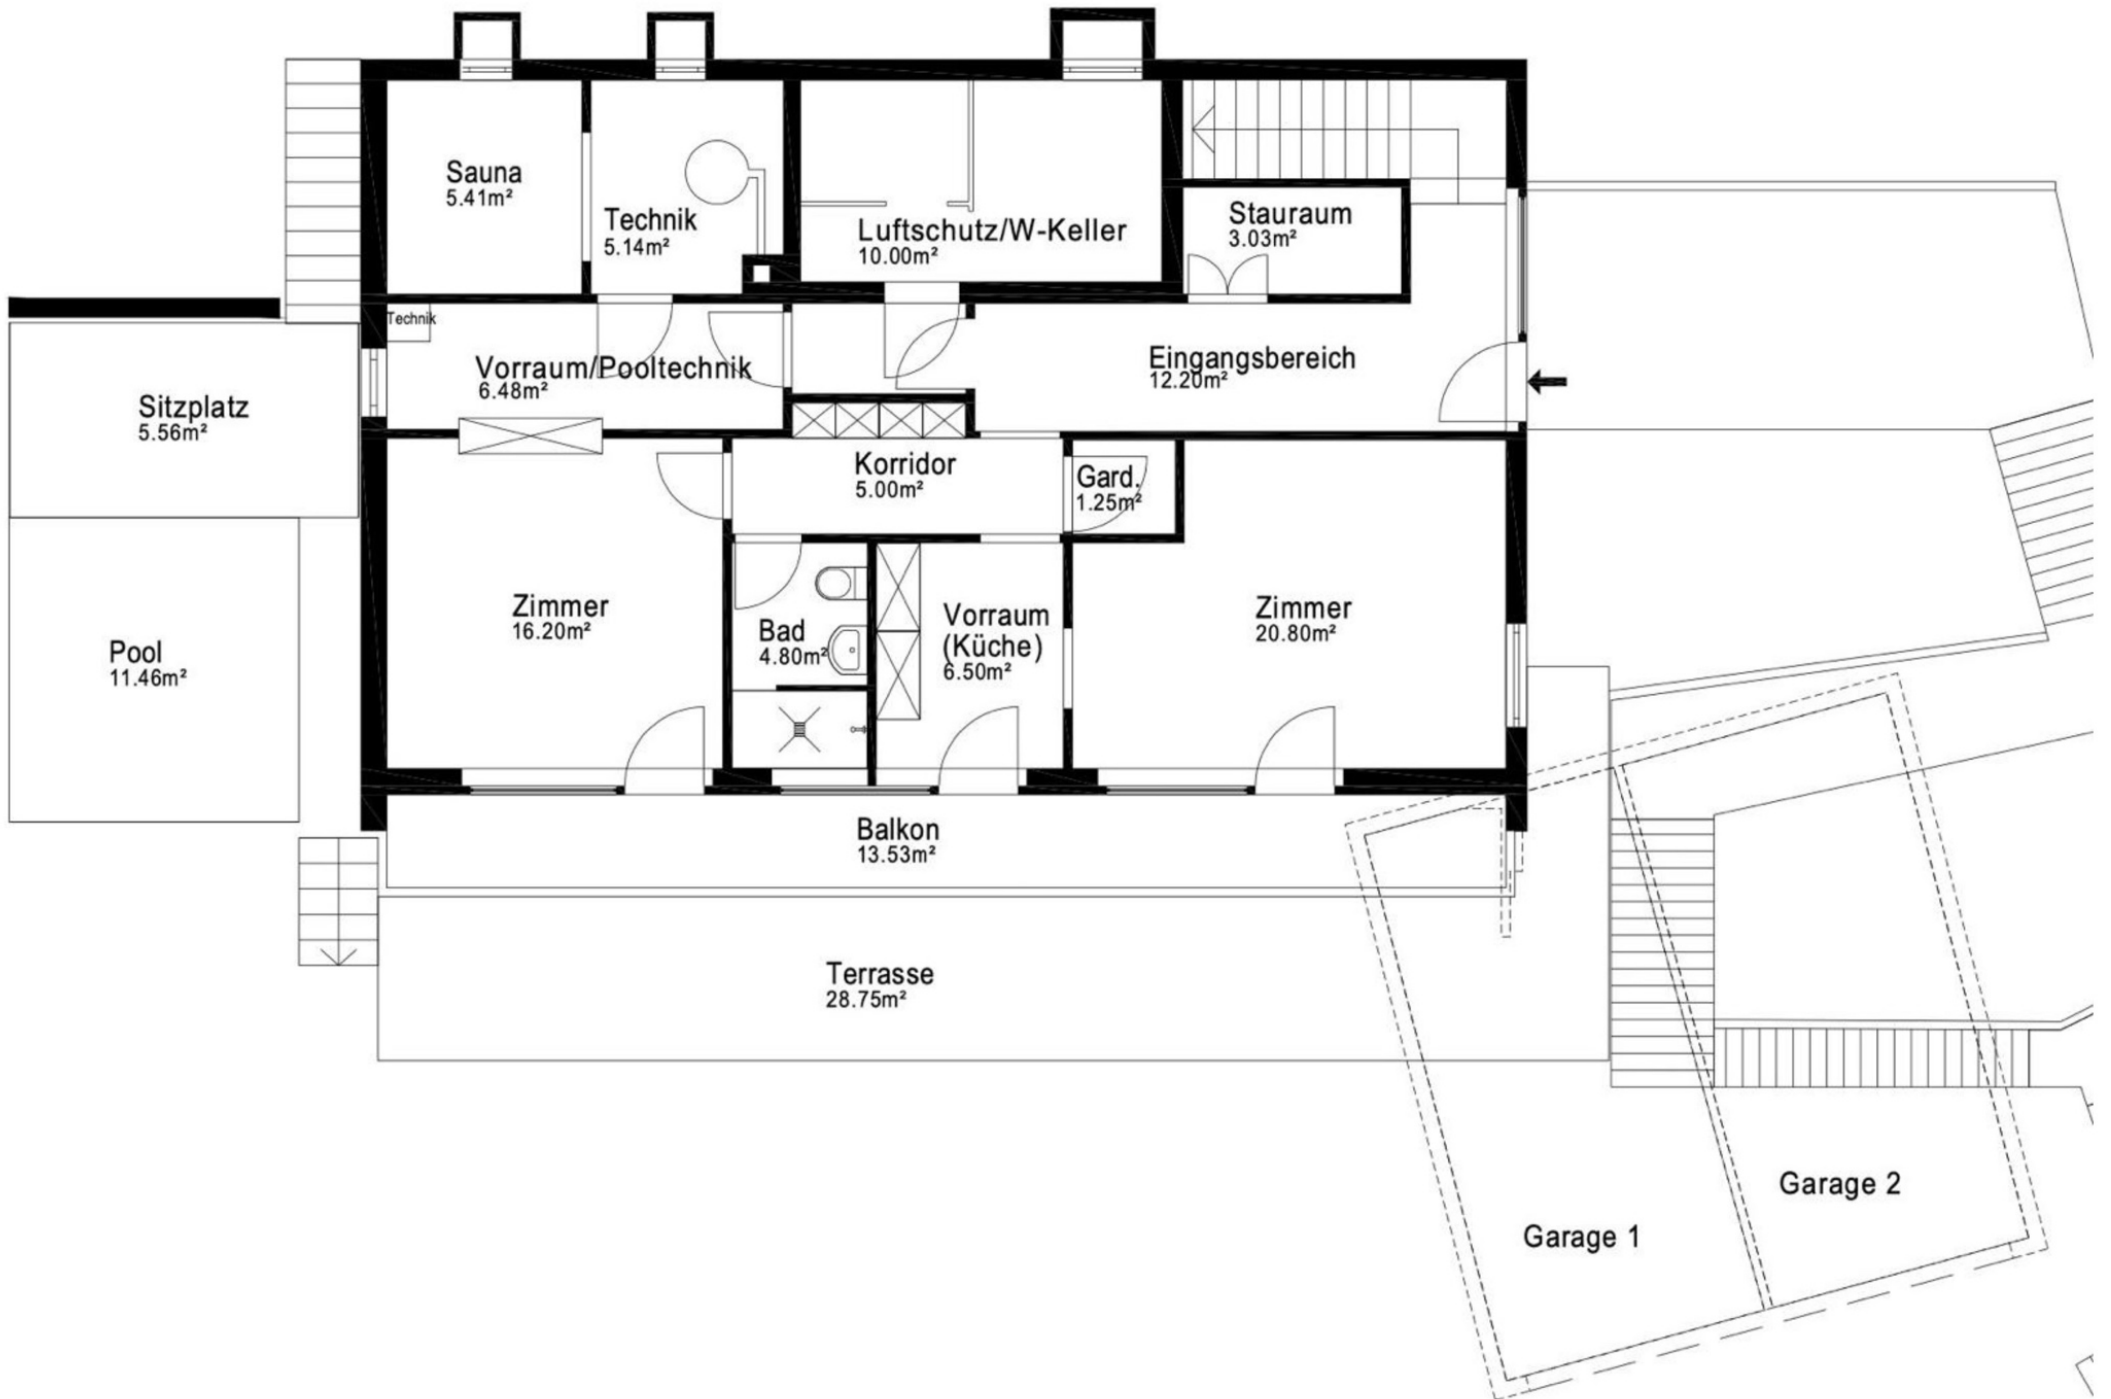 Sauna
5.41m²
Technik
5.14m²
Luftschutz/W-Keller
10.00m²
Stauraum
3.03m²
Technik
Vorraum/Pooltechnik
6.48m²
Eingangsbereich
12.20m²
Sitzplatz
5.56m²
Korridor
5.00m²
Gard.
1.25m²
Zimmer
16.20m²
Bad
4.80m²
Vorraum
(Küche)
6.50m²
Zimmer
20.80m²
Pool
11.46m²
Balkon
13.53m²
Terrasse
28.75m²
Garage 2
Garage 1